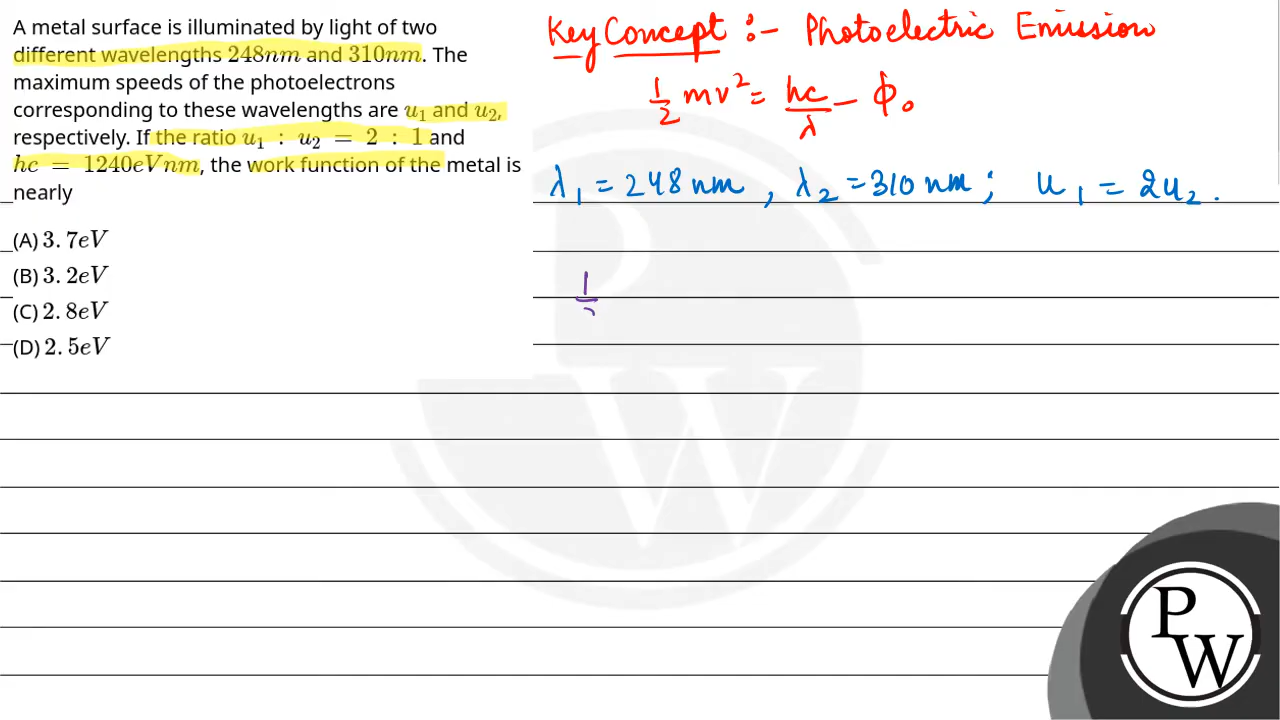 A metal surface is illuminated by light of two
different wavelengths 248nm and 310nm. The
maximum speeds of the photoelectrons
corresponding to these wavelengths are u₁ and u₂,
respectively. If the ratio u₁ : u₂ = 2 : 1 and
hc = 1240eVnm, the work function of the metal is
nearly
(A) 3.7eV
(B) 3.2eV
(C) 2.8eV
(D) 2.5eV
Key Concept :- Photoelectric Emission
1/2 mv² = hc/λ - ϕ₀
λ₁ = 248 nm , λ₂ = 310 nm ; u₁ = 2u₂ .
1
PW